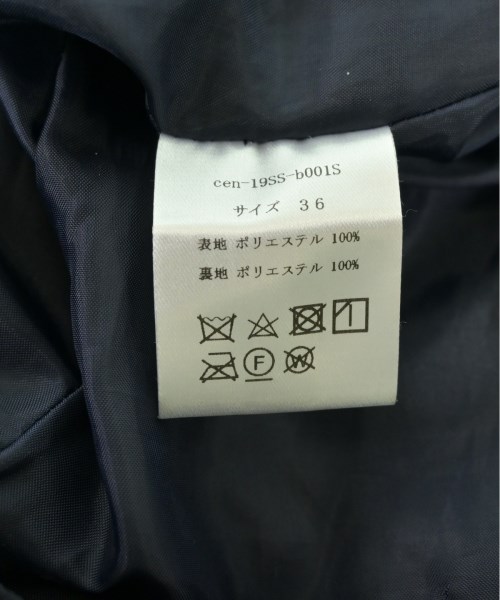 cen-19SS-b001S
サイズ 36
表地 ポリエステル 100%
裏地 ポリエステル 100%
F W